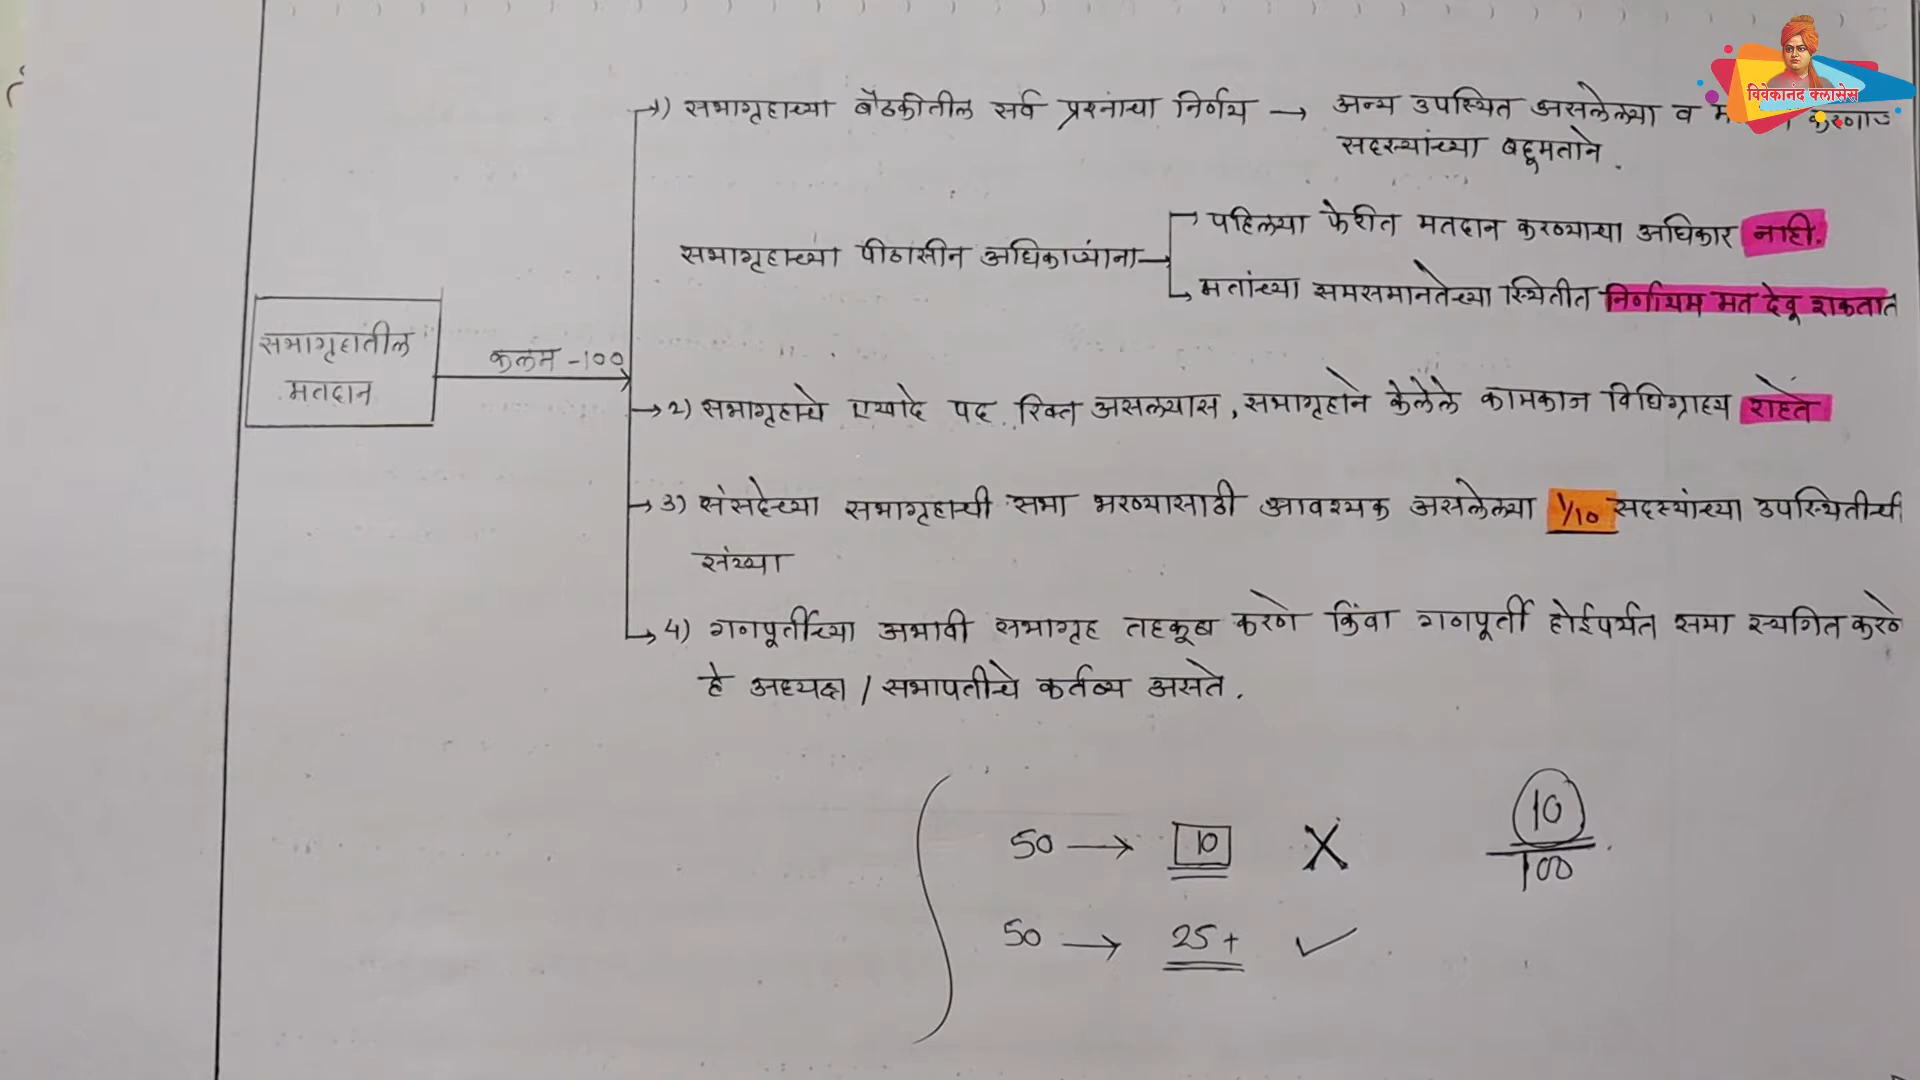 विवेकानंद क्लासेस
→ 1) सभागृहाच्या बैठकीतील सर्व प्रश्नांचा निर्णय → अन्य उपस्थित असलेल्या व करणाऱ्या
सदस्यांच्या बहूमताने.
सभागृहाच्या पीठासीन अधिकाऱ्यांना → पहिल्या फेरीत मतदान करण्याचा अधिकार नाही.
मतांच्या समसमानतेच्या स्थितीत निर्णायम मत देवू शकतात
सभागृहातील
मतदान
कलम -100
→ 2) सभागृहाचे एखादे पद रिक्त असल्यास, सभागृहाने केलेले कामकाज विधिग्राह्य राहते
→ 3) संसदेच्या सभागृहाची सभा भरण्यासाठी आवश्यक असलेल्या 1/10 सदस्यांच्या उपस्थितीची
संख्या
→ 4) गणपूर्तीच्या अभावी सभागृह तहकूब करणे किंवा गणपूर्ती होईपर्यंत सभा स्थगित करणे
हे अध्यक्ष / सभापतीचे कर्तव्य असते.
50 → 10 X
10/100
50 → 25+ ✓